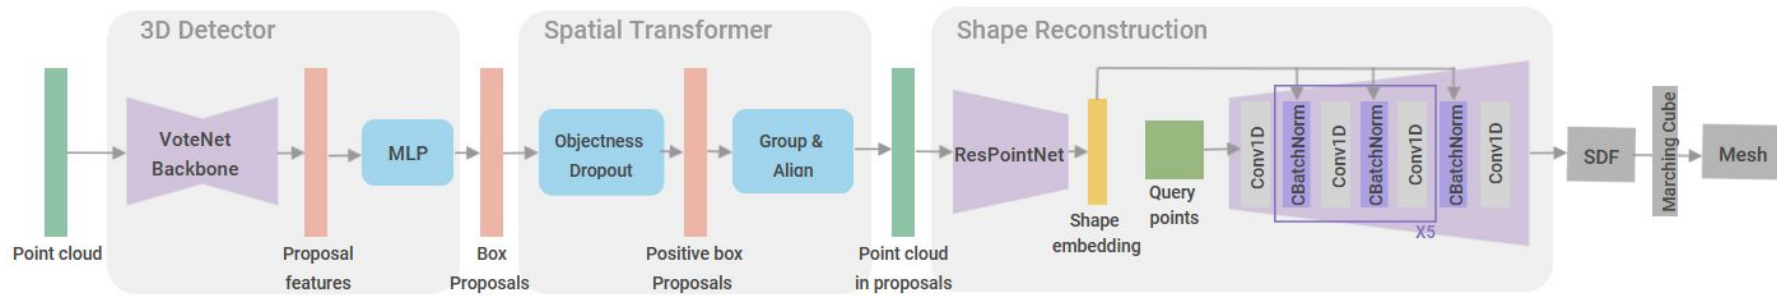 3D Detector
Spatial Transformer
Shape Reconstruction
Point cloud
VoteNet
Backbone
Proposal
features
MLP
Box
Proposals
Objectness
Dropout
Positive box
Proposals
Group &
Align
Point cloud
in proposals
ResPointNet
Shape
embedding
Query
points
Conv1D
CBatchNorm
Conv1D
CBatchNorm
Conv1D
CBatchNorm
Conv1D
X5
SDF
Marching Cube
Mesh